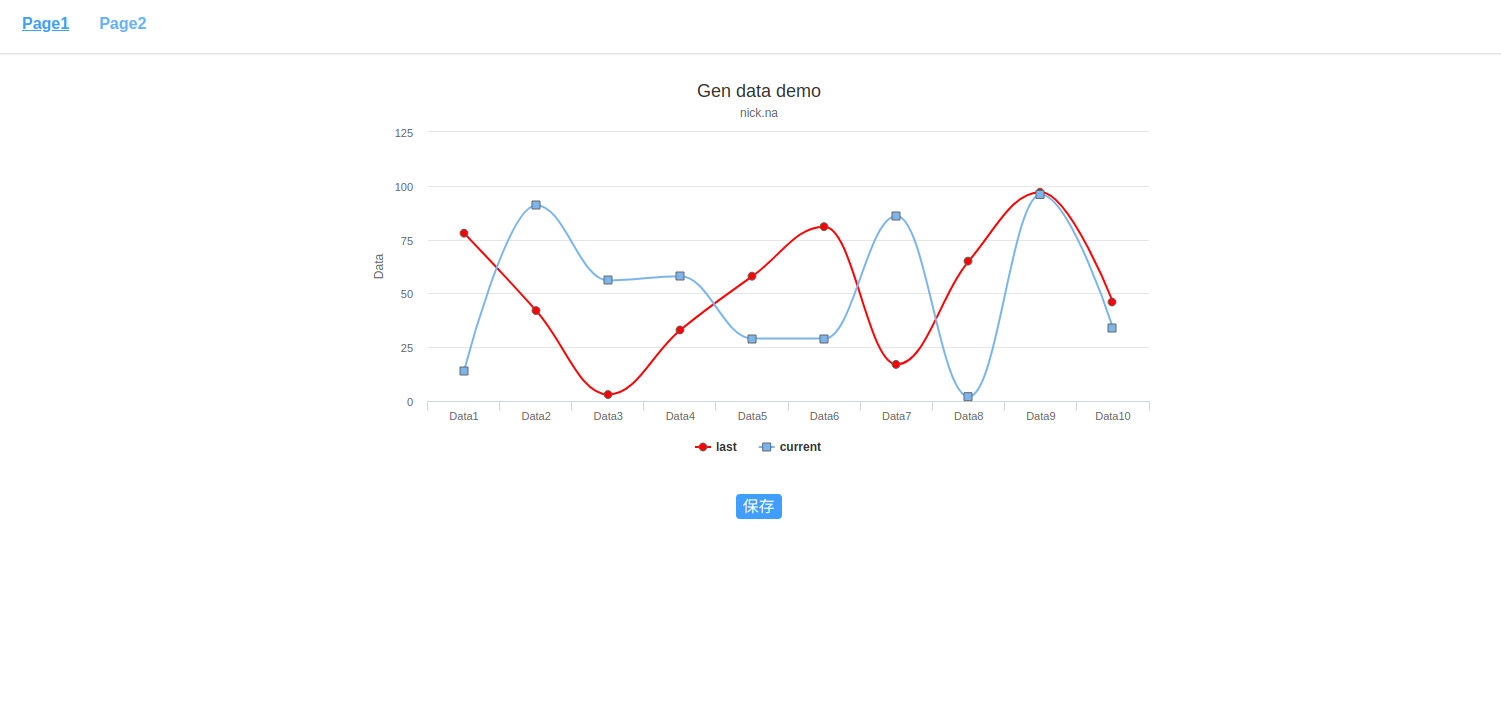 Page1 Page2
Gen data demo
nick.na
125
100
75
50
25
0
Data
Data1 Data2 Data3 Data4 Data5 Data6 Data7 Data8 Data9 Data10
last current
保存